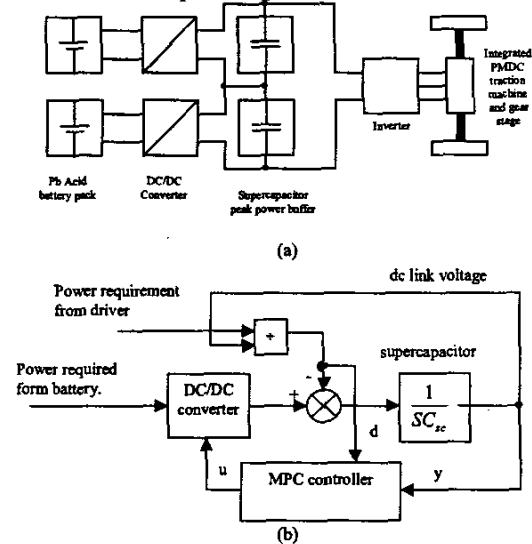 Integrated
PMDC
traction
machine
and gear
stage
Inverter
Pb Acid
battery pack
DC/DC
Converter
Supercapacitor
peak power buffer
(a)
dc link voltage
Power requirement
from driver
÷
supercapacitor
Power required
form battery.
DC/DC
converter
+
-
1
SC_sc
d
u
MPC controller
y
(b)